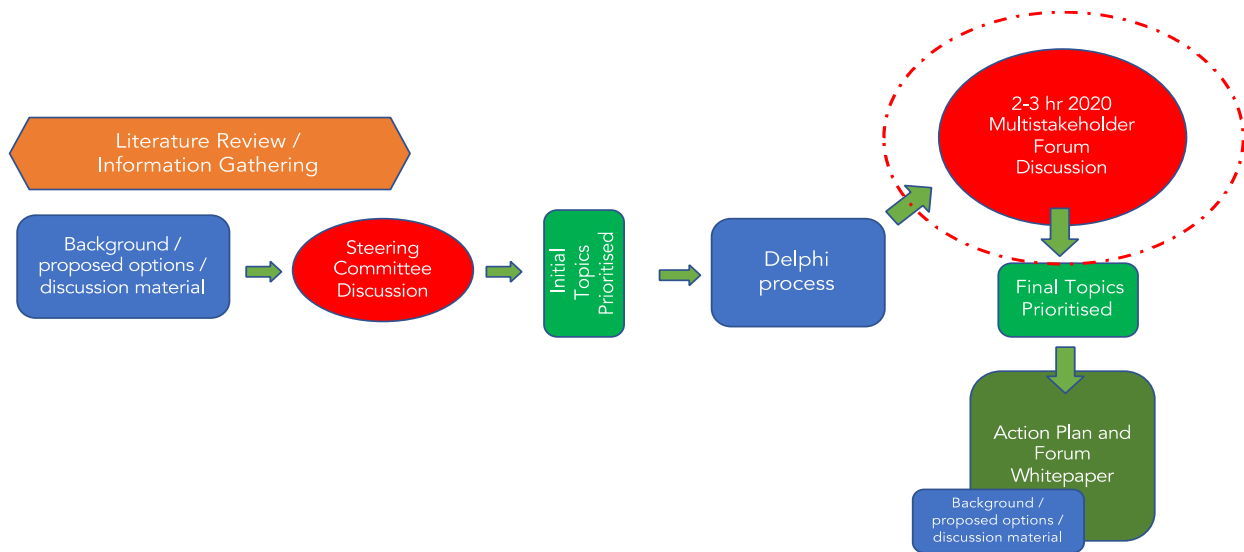 Literature Review /
Information Gathering
Background /
proposed options /
discussion material
Steering
Committee
Discussion
Initial
Topics
Prioritised
Delphi
process
2-3 hr 2020
Multistakeholder
Forum
Discussion
Final Topics
Prioritised
Action Plan and
Forum
Whitepaper
Background /
proposed options /
discussion material